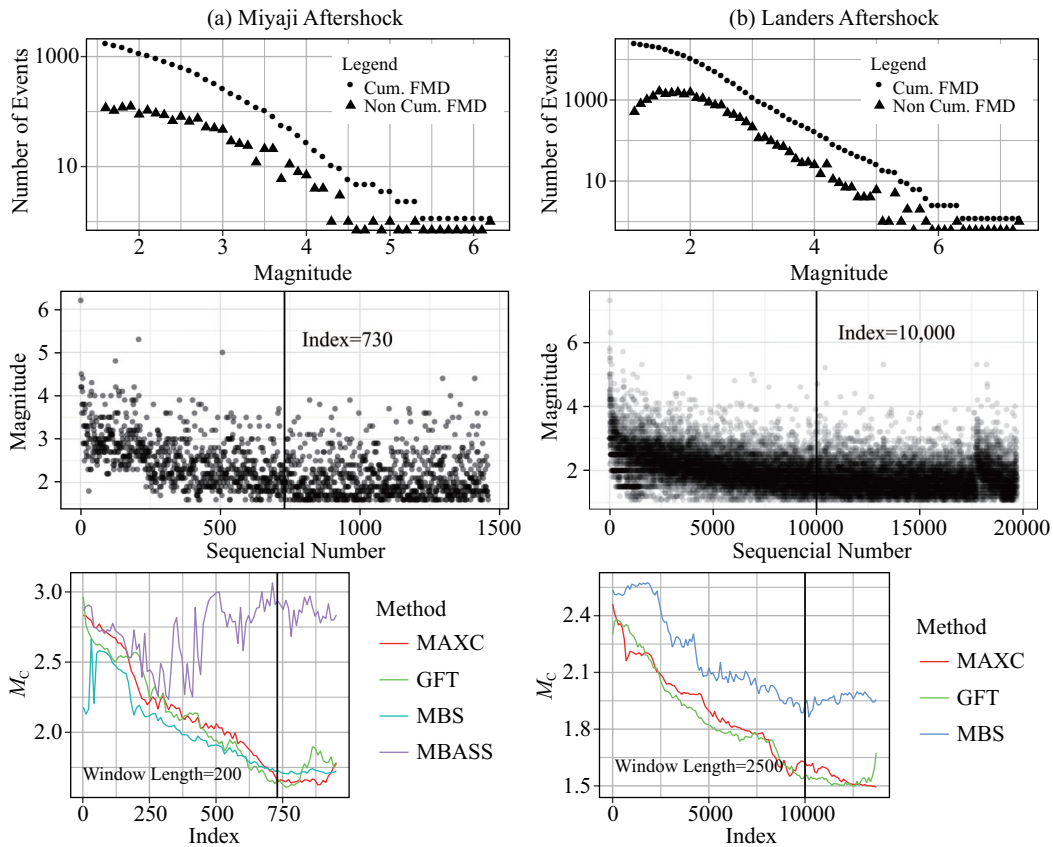 (a) Miyaji Aftershock
Number of Events
1000
10
Legend
Cum. FMD
Non Cum. FMD
2 3 4 5 6
Magnitude
(b) Landers Aftershock
Number of Events
1000
10
Legend
Cum. FMD
Non Cum. FMD
2 4 6
Magnitude
Magnitude
6
5
4
3
2
Index=730
0 500 1000 1500
Sequencial Number
Magnitude
6
4
2
Index=10,000
0 5000 10000 15000 20000
Sequencial Number
MC
3.0
2.5
2.0
Window Length=200
0 250 500 750
Index
Method
MAXC
GFT
MBS
MBASS
MC
2.4
2.1
1.8
1.5
Window Length=2500
0 5000 10000
Index
Method
MAXC
GFT
MBS